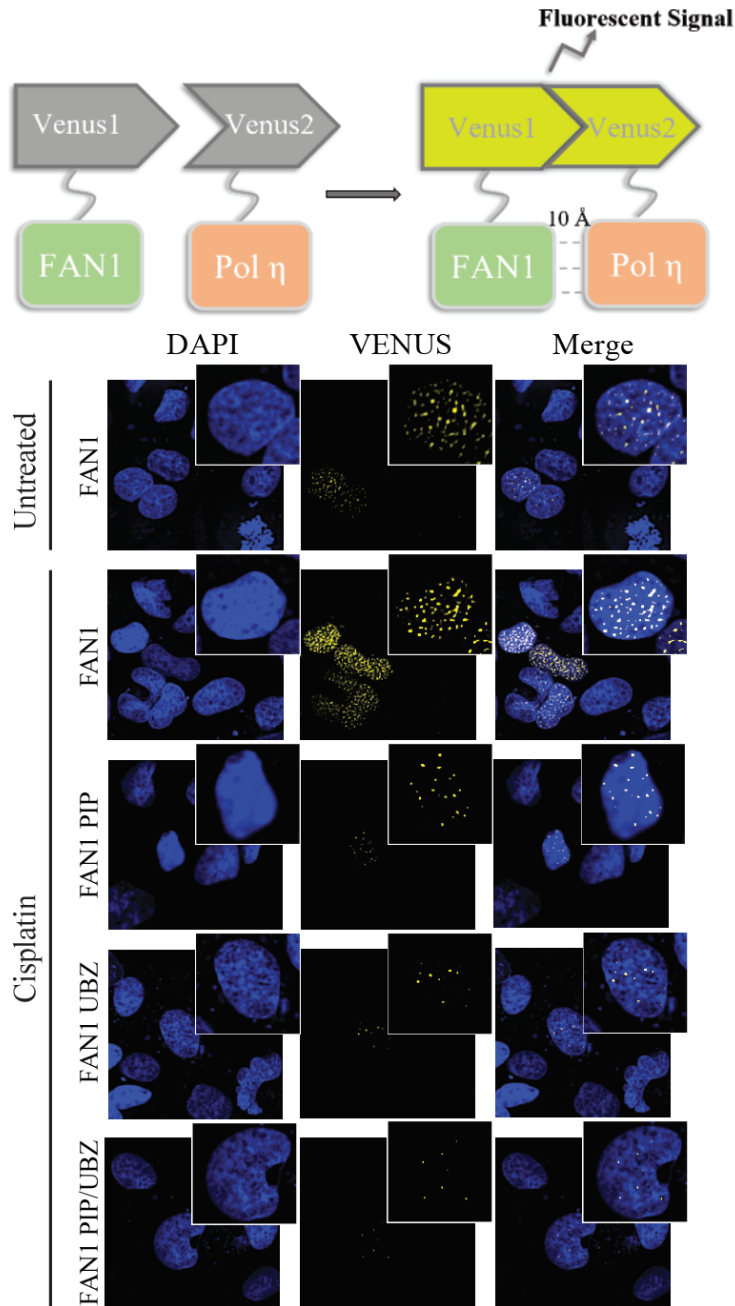 Fluorescent Signal
Venus1
Venus2
Venus1
Venus2
10 Å
FAN1
Pol η
FAN1
Pol η
DAPI
VENUS
Merge
Untreated
FAN1
Cisplatin
FAN1
FAN1 PIP
FAN1 UBZ
FAN1 PIP/UBZ